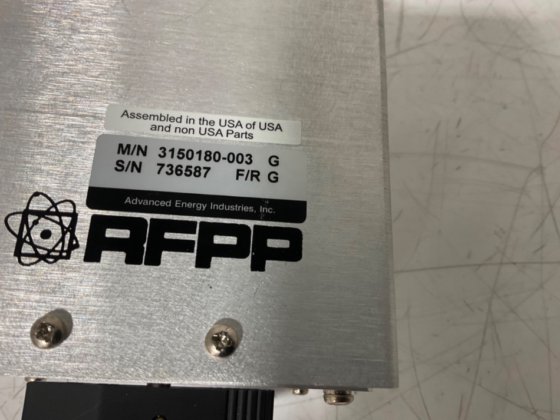 Assembled in the USA of USA
and non USA Parts
M/N 3150180-003 G
S/N 736587 F/R G
Advanced Energy Industries, Inc.
RFPP